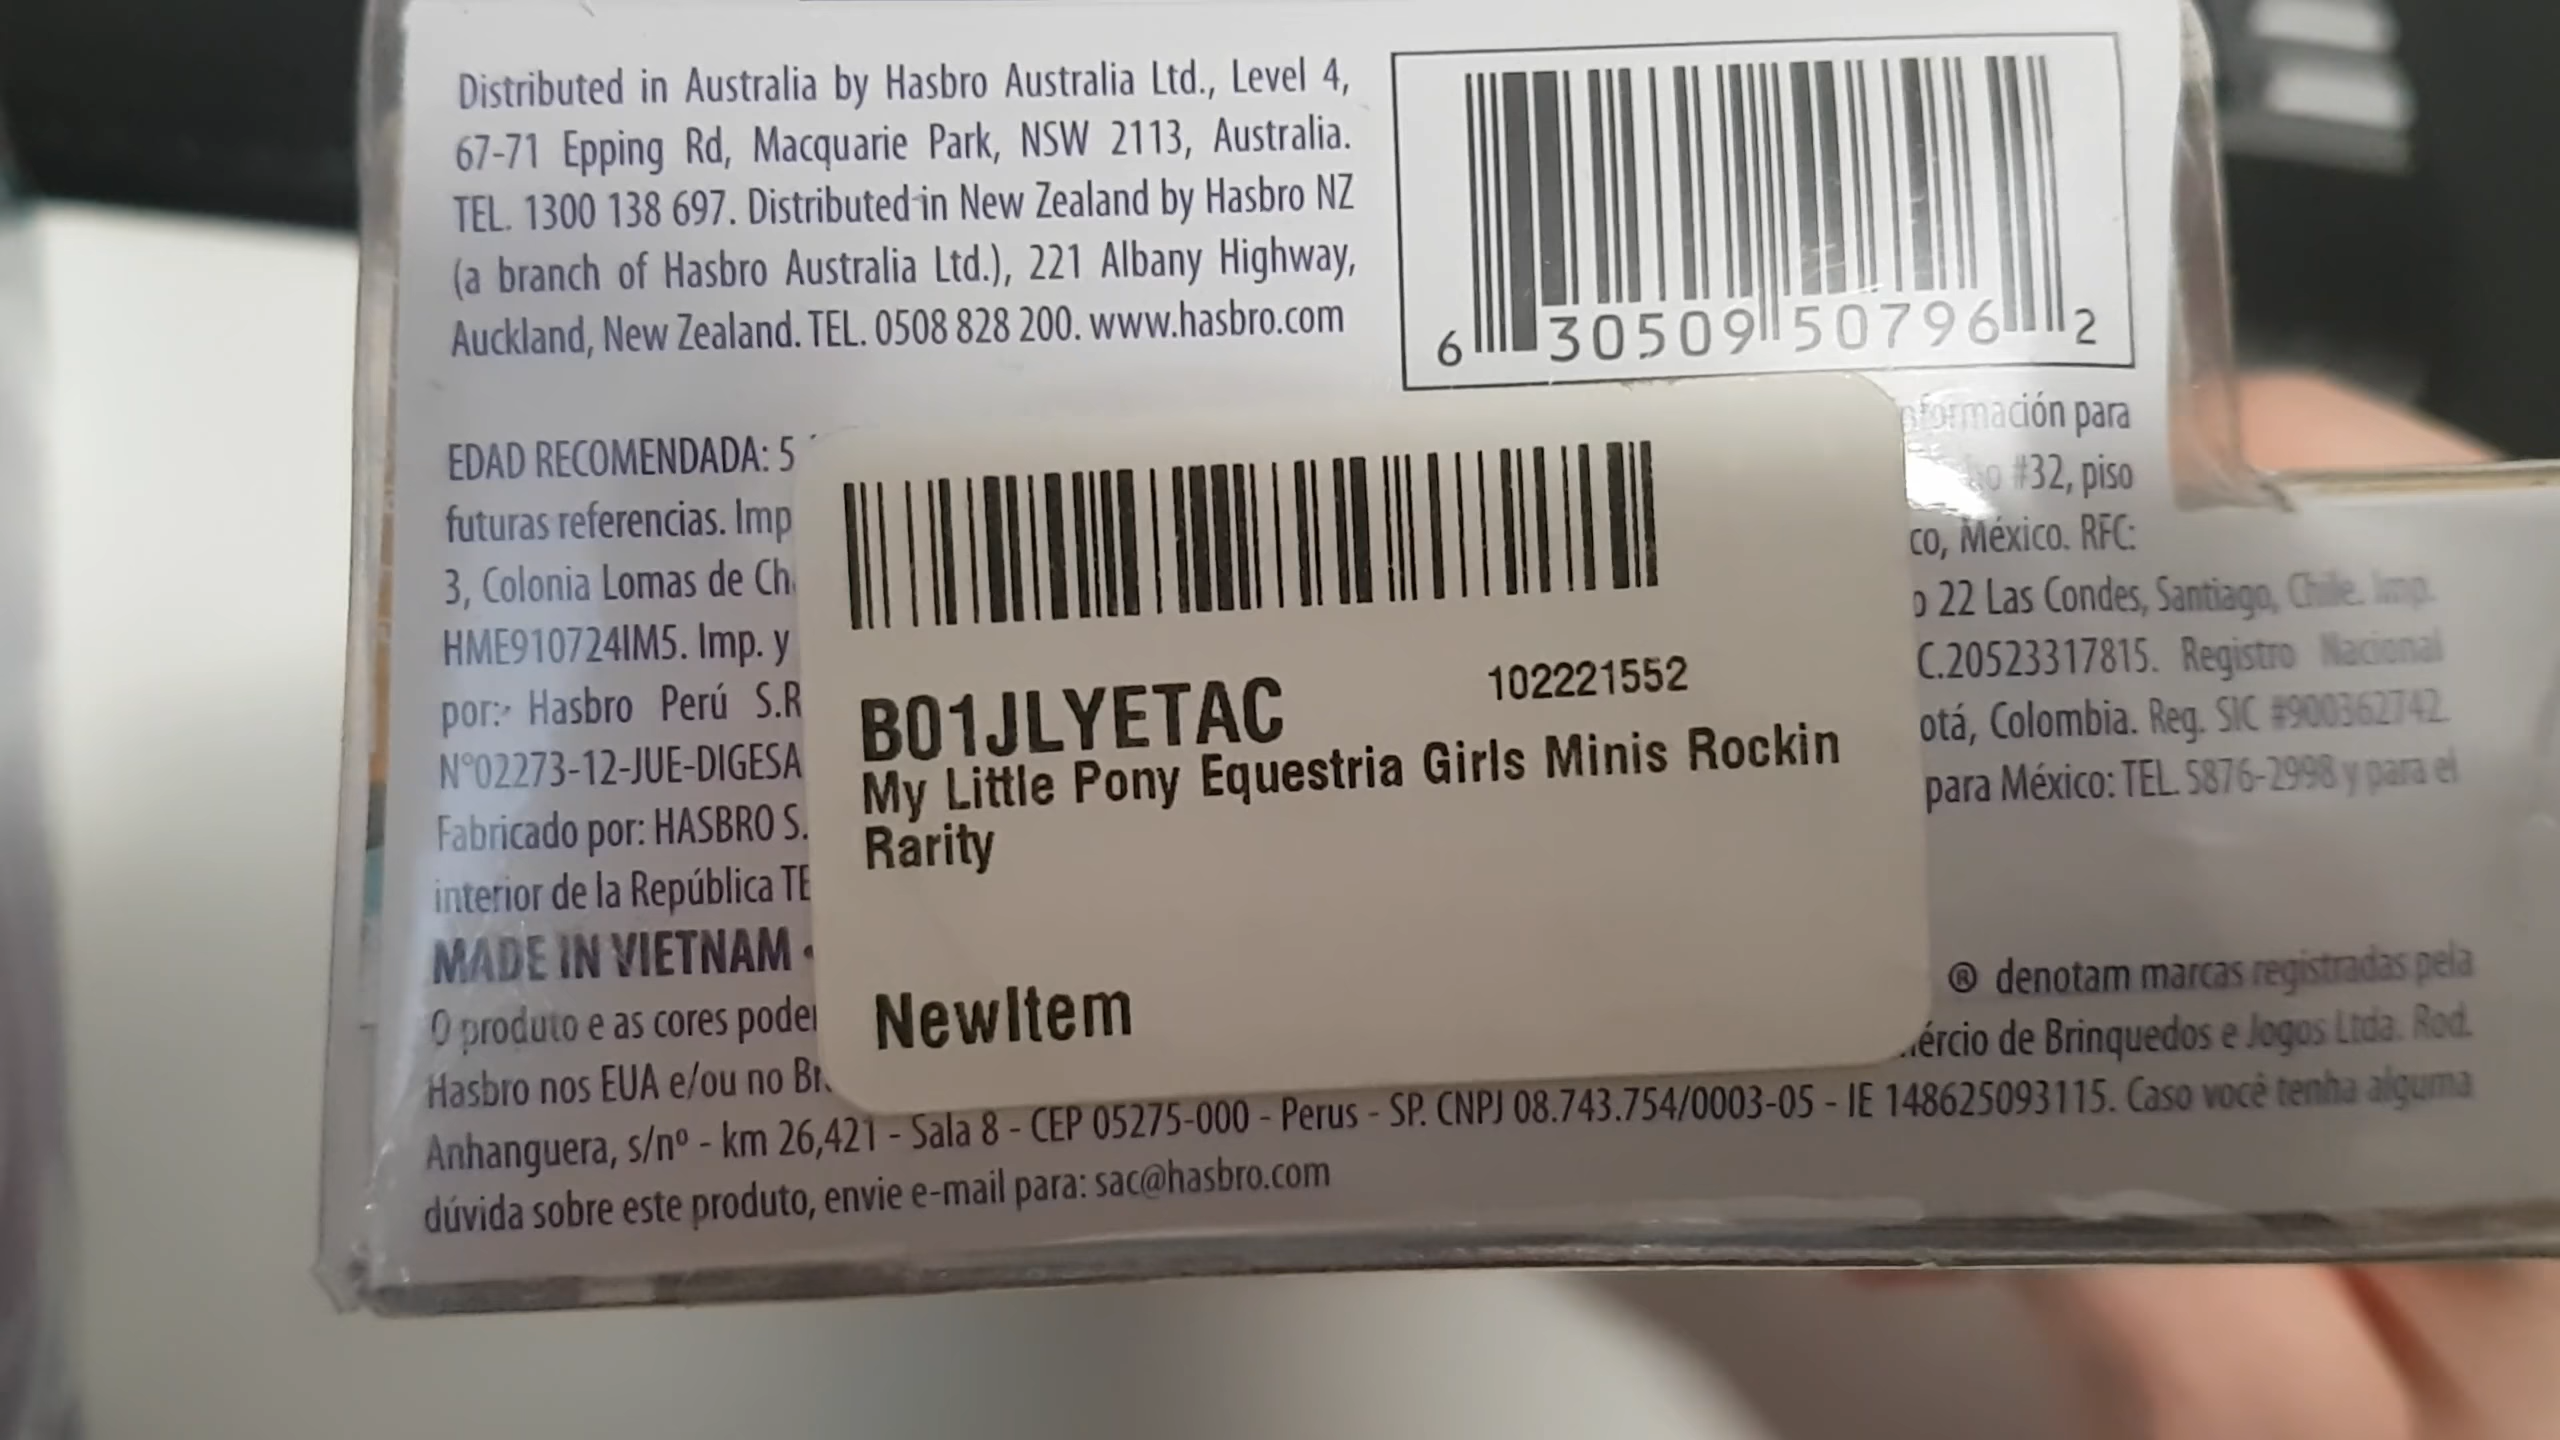 Distributed in Australia by Hasbro Australia Ltd., Level 4,
67-71 Epping Rd, Macquarie Park, NSW 2113, Australia.
TEL. 1300 138 697. Distributed in New Zealand by Hasbro NZ
(a branch of Hasbro Australia Ltd.), 221 Albany Highway,
Auckland, New Zealand. TEL. 0508 828 200. www.hasbro.com
6 30509 50796 2
EDAD RECOMENDADA: 5
futuras referencias. Imp
3, Colonia Lomas de Ch
HME910724IM5. Imp. y
por: Hasbro Perú S.R
N°02273-12-JUE-DIGESA
Fabricado por: HASBRO S.
interior de la República TE
MADE IN VIETNAM
O produto e as cores poder
Hasbro nos EUA e/ou no Br
B01JLYETAC
102221552
My Little Pony Equestria Girls Minis Rockin
Rarity
NewItem
nformación para
#32, piso
co, México. RFC:
22 Las Condes, Santiago, Chile. Imp.
C.20523317815. Registro Nacional
otá, Colombia. Reg. SIC #900362742.
para México: TEL. 5876-2998 y para el
® denotam marcas registradas pela
ércio de Brinquedos e Jogos Ltda. Rod.
Anhanguera, s/nº - km 26,421 - Sala 8 - CEP 05275-000 - Perus - SP. CNPJ 08.743.754/0003-05 - IE 148625093115. Caso você tenha alguma
dúvida sobre este produto, envie e-mail para: sac@hasbro.com